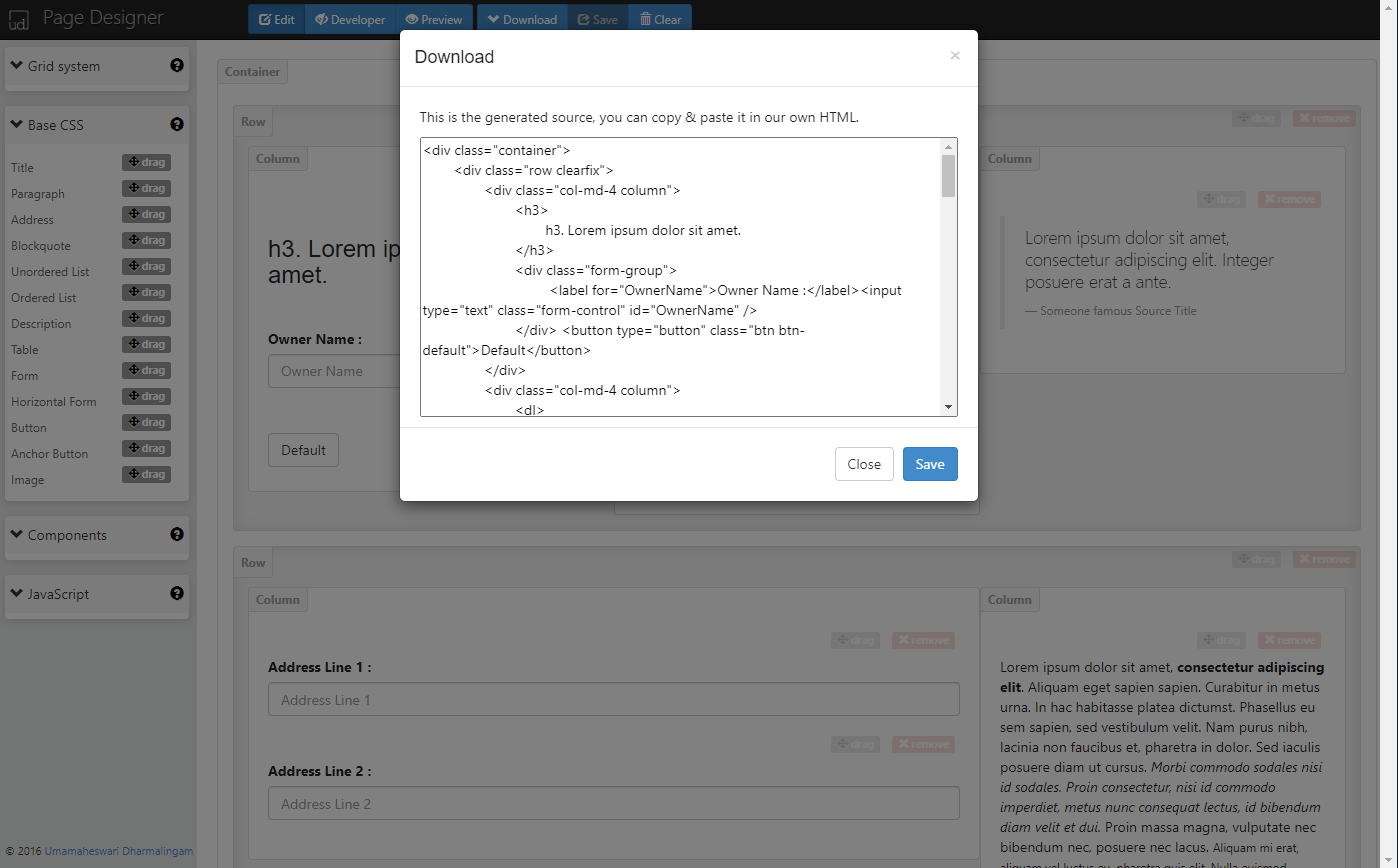 ud Page Designer
Edit Developer Preview Download Save Clear
Grid system
Base CSS
Title drag
Paragraph drag
Address drag
Blockquote drag
Unordered List drag
Ordered List drag
Description drag
Table drag
Form drag
Horizontal Form drag
Button drag
Anchor Button drag
Image drag
Components
JavaScript
© 2016 Umamaheswari Dharmalingam
Download ×
This is the generated source, you can copy & paste it in our own HTML.
<div class="container">
<div class="row clearfix">
<div class="col-md-4 column">
<h3>
h3. Lorem ipsum dolor sit amet.
</h3>
<div class="form-group">
<label for="OwnerName">Owner Name :</label><input
type="text" class="form-control" id="OwnerName" />
</div> <button type="button" class="btn btn-
default">Default</button>
</div>
<div class="col-md-4 column">
<dl>
Close Save
Container
Row drag remove
Column
h3. Lorem ip
amet.
Owner Name :
Owner Name
Default
Column
drag remove
Lorem ipsum dolor sit amet,
consectetur adipiscing elit. Integer
posuere erat a ante.
— Someone famous Source Title
Row drag remove
Column
drag remove
Address Line 1 :
Address Line 1
drag remove
Address Line 2 :
Address Line 2
Column
drag remove
Lorem ipsum dolor sit amet, consectetur adipiscing
elit. Aliquam eget sapien sapien. Curabitur in metus
urna. In hac habitasse platea dictumst. Phasellus eu
sem sapien, sed vestibulum velit. Nam purus nibh,
lacinia non faucibus et, pharetra in dolor. Sed iaculis
posuere diam ut cursus. Morbi commodo sodales nisi
id sodales. Proin consectetur, nisi id commodo
imperdiet, metus nunc consequat lectus, id bibendum
diam velit et dui. Proin massa magna, vulputate nec
bibendum nec, posuere nec lacus. Aliquam mi erat,
aliquam vel luctus eu, pharetra quis elit. Nulla euismod